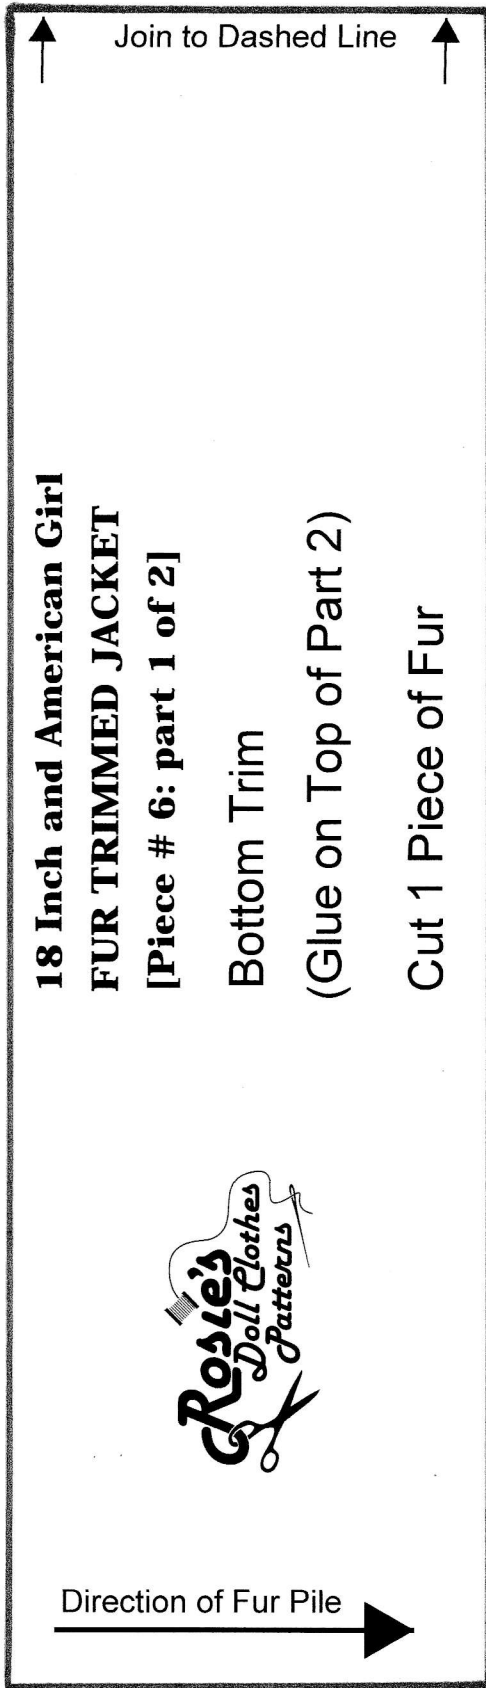 Join to Dashed Line
18 Inch and American Girl
FUR TRIMMED JACKET
[Piece # 6: part 1 of 2]
Bottom Trim
(Glue on Top of Part 2)
Cut 1 Piece of Fur
Rosie's
Doll Clothes
Patterns
Direction of Fur Pile